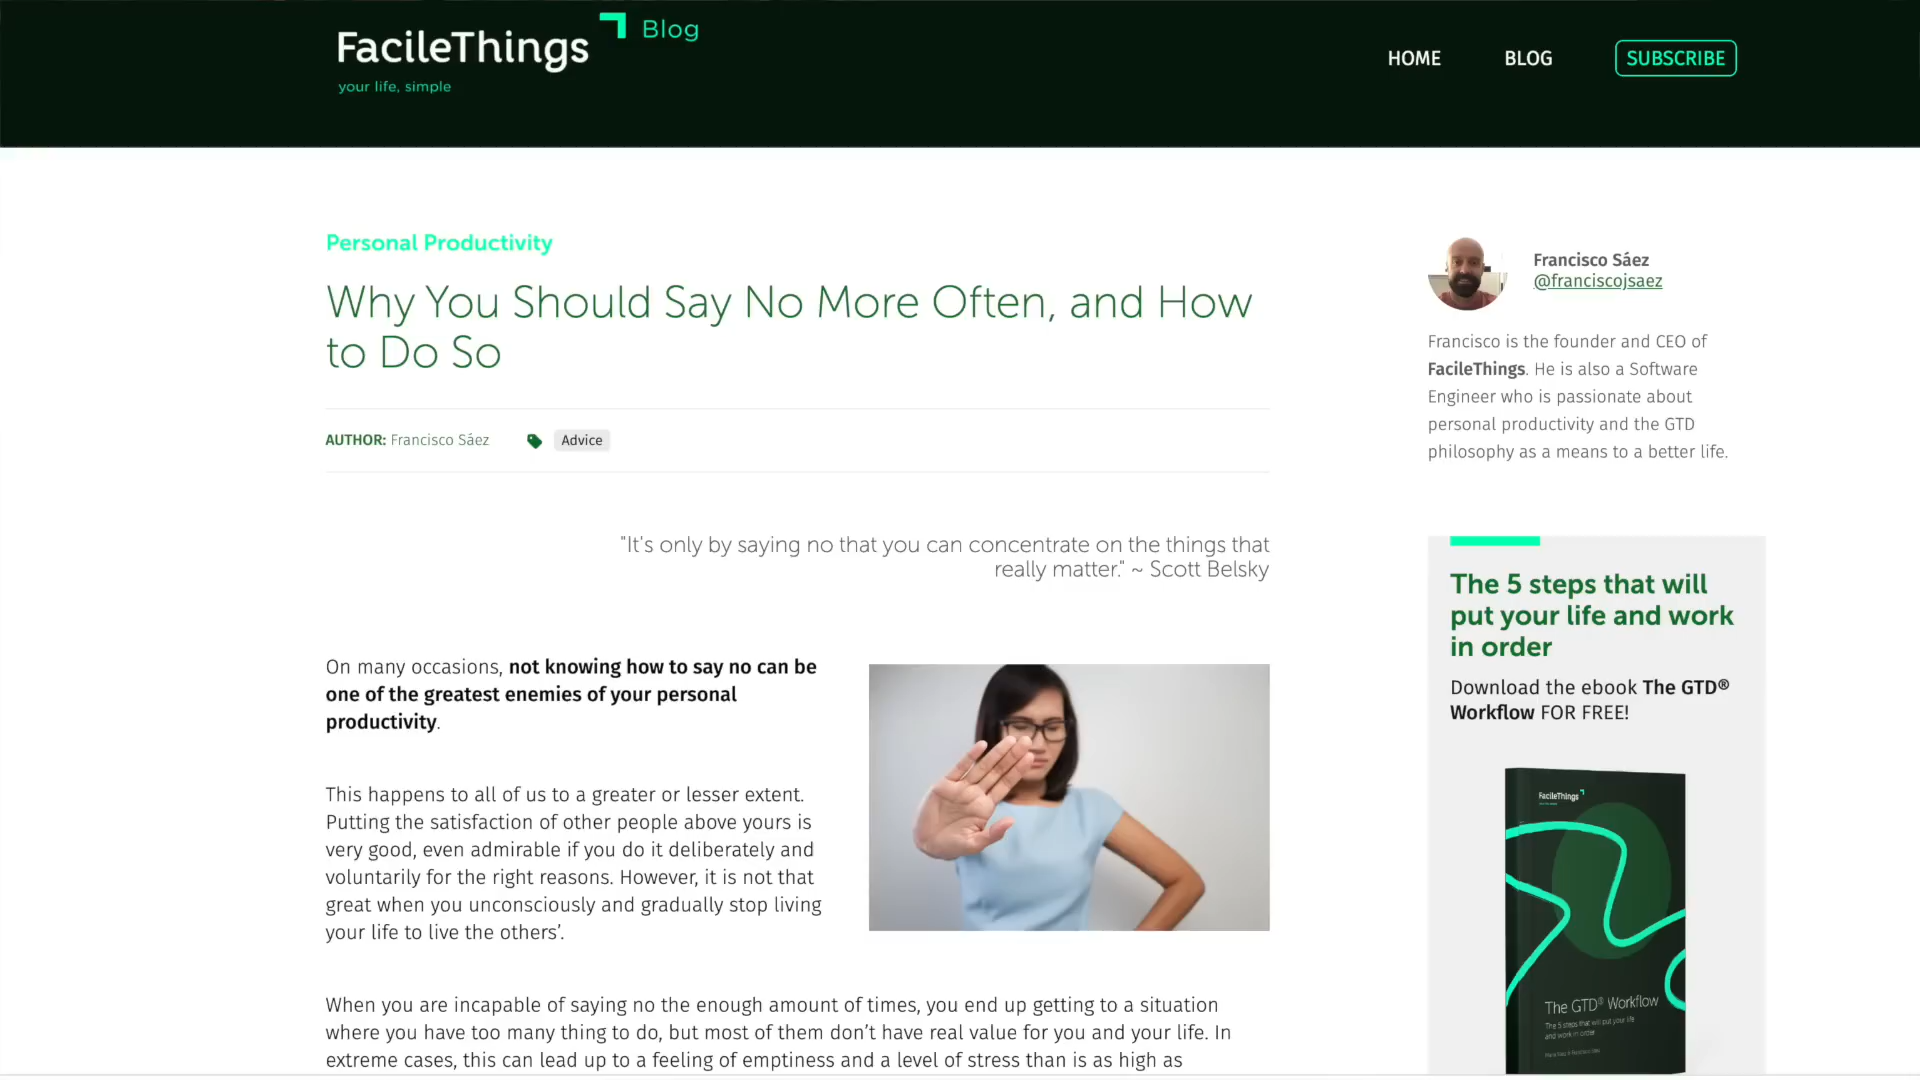 FacileThings Blog
your life, simple
HOME BLOG SUBSCRIBE
Personal Productivity
Why You Should Say No More Often, and How
to Do So
AUTHOR: Francisco Sáez Advice
"It's only by saying no that you can concentrate on the things that
really matter." ~ Scott Belsky
On many occasions, not knowing how to say no can be
one of the greatest enemies of your personal
productivity.
This happens to all of us to a greater or lesser extent.
Putting the satisfaction of other people above yours is
very good, even admirable if you do it deliberately and
voluntarily for the right reasons. However, it is not that
great when you unconsciously and gradually stop living
your life to live the others’.
When you are incapable of saying no the enough amount of times, you end up getting to a situation
where you have too many thing to do, but most of them don’t have real value for you and your life. In
extreme cases, this can lead up to a feeling of emptiness and a level of stress than is as high as
Francisco Sáez
@franciscojsaez
Francisco is the founder and CEO of
FacileThings. He is also a Software
Engineer who is passionate about
personal productivity and the GTD
philosophy as a means to a better life.
The 5 steps that will
put your life and work
in order
Download the ebook The GTD®
Workflow FOR FREE!
FacileThings
The GTD® Workflow
The 5 steps that will put your life
and work in order